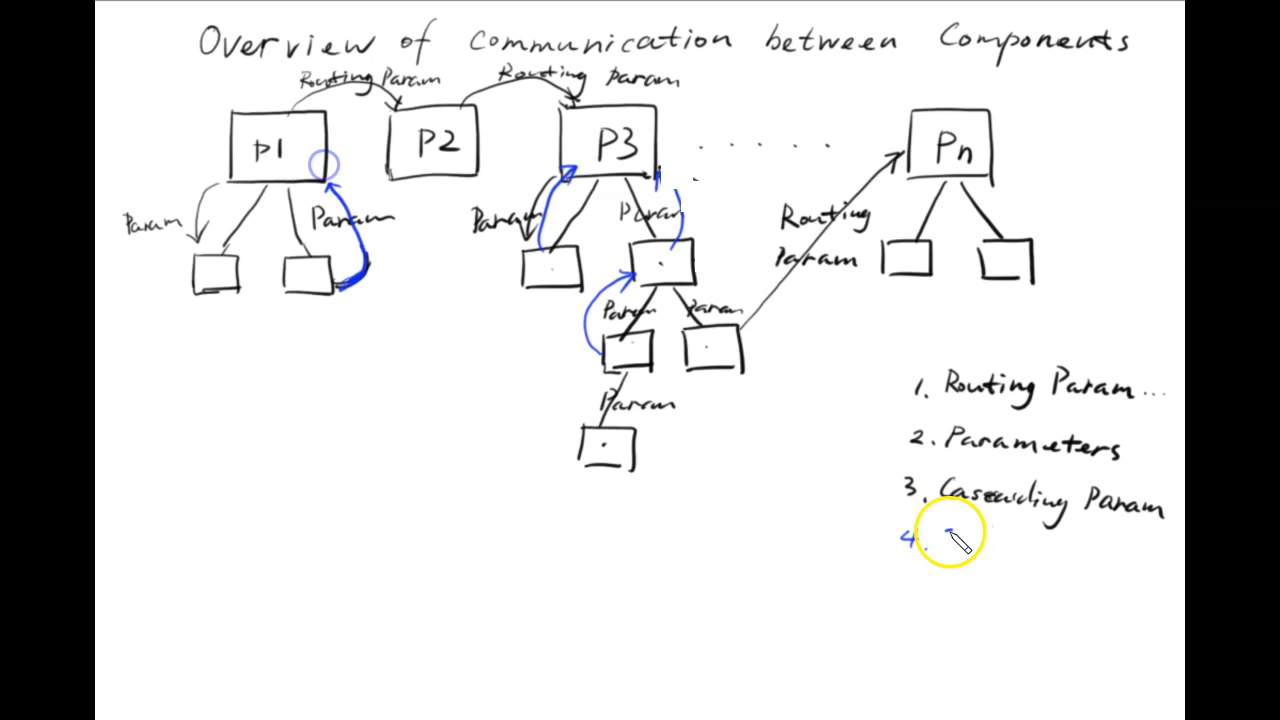 Overview of communication between Components
Routing Param
Routing param
p1
P2
P3
. . . . . .
Pn
Param
Param
Param
Param
Routing
Param
Param
Param
Param
1. Routing Param ...
2. Parameters
3. Cascading Param
4.